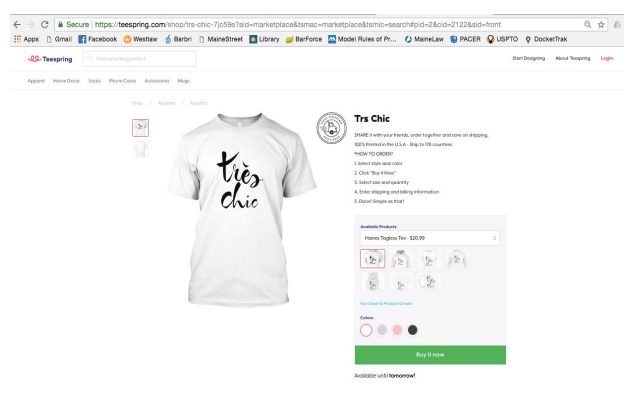 Secure | https://teespring.com/shop/trs-chic-7jc59e?aid=marketplace&tsmac=marketplace&tsmic=search#pid=2&cid=2122&sid=front
Apps Gmail Facebook Westlaw Barbri MaineStreet Library BarForce Model Rules of Pr... MaineLaw PACER USPTO DocketTrak
Teespring
Start Designing About Teespring Login
Apparel Home Decor Socks Phone Cases Accessories Mugs
Shop / Apparel / Apparel
très
chic
Trs Chic
SHARE it with your friends, order together and save on shipping.
100% Printed in the U.S.A - Ship to 178 countries
*HOW TO ORDER?
1. Select style and color
2. Click "Buy it Now"
3. Select size and quantity
4. Enter shipping and billing information
5. Done! Simple as that!
Available Products:
Hanes Tagless Tee - $20.99
Size Chart & Product Details
Colors:
Buy it now
Available until tomorrow!